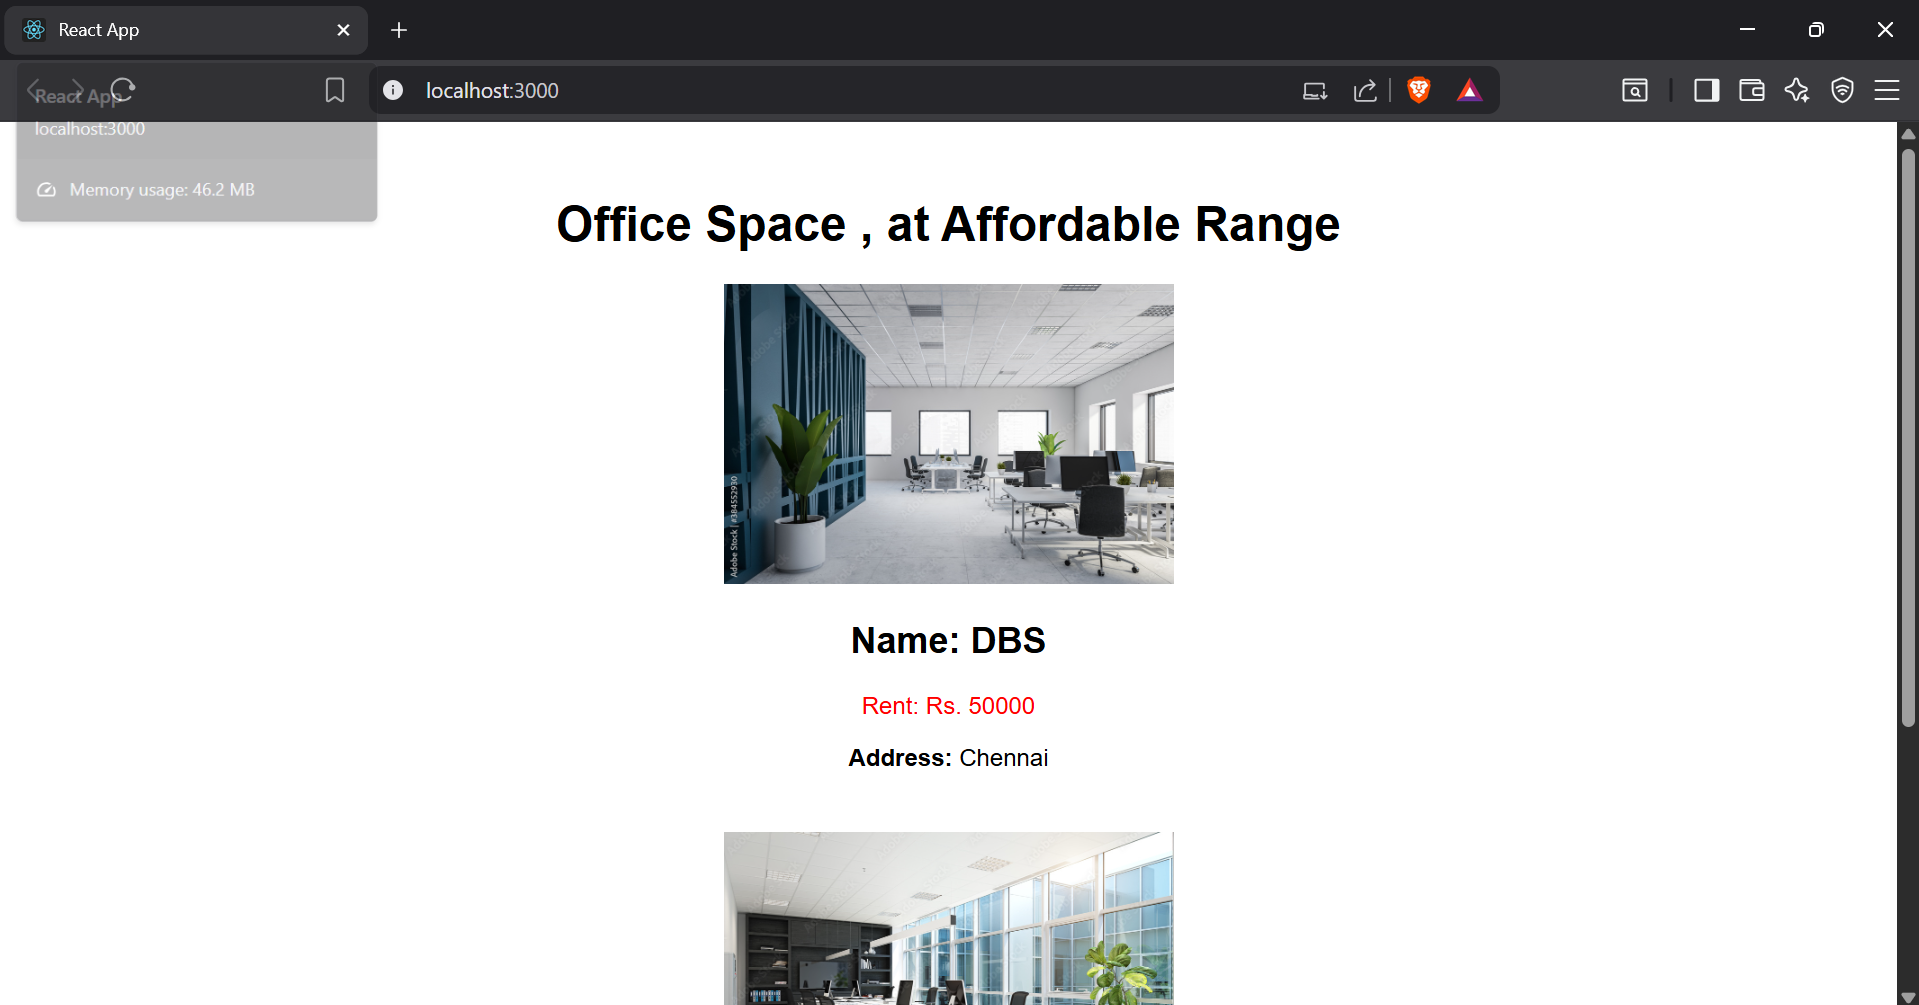 React App
localhost:3000
React App
localhost:3000
Memory usage: 46.2 MB
Office Space , at Affordable Range
Adobe Stock | #384552930
Name: DBS
Rent: Rs. 50000
Address: Chennai